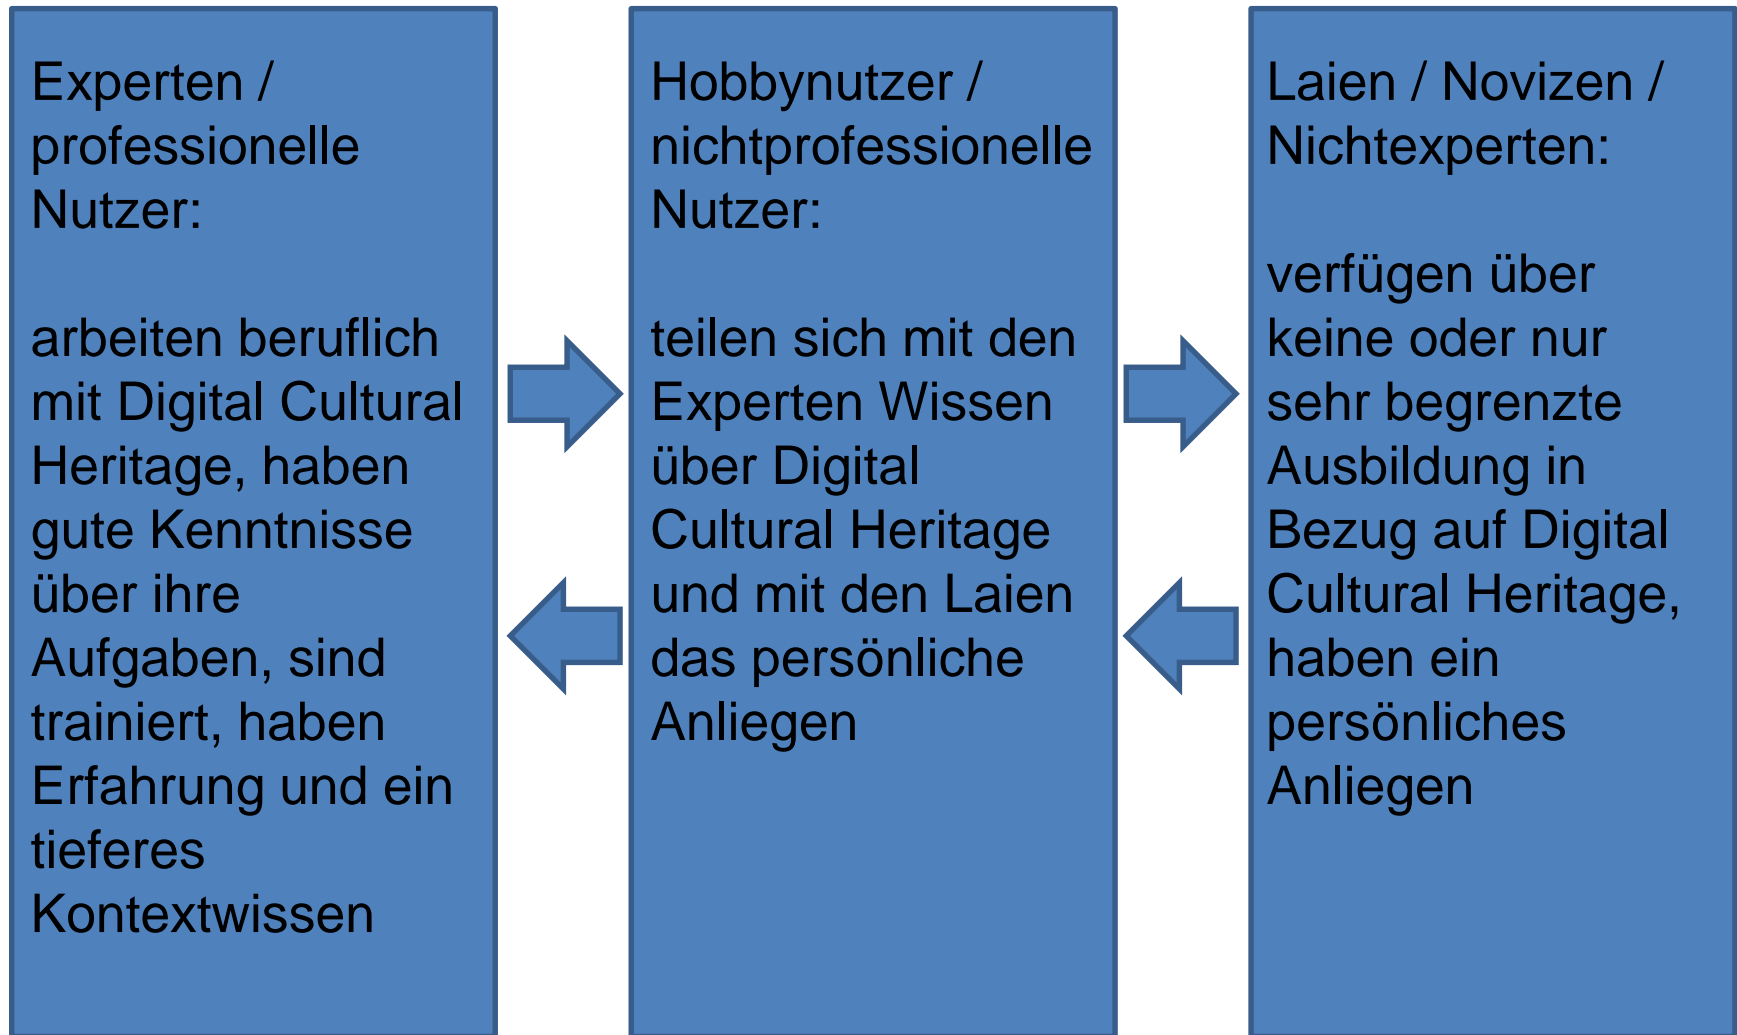 Experten /
professionelle
Nutzer:
arbeiten beruflich
mit Digital Cultural
Heritage, haben
gute Kenntnisse
über ihre
Aufgaben, sind
trainiert, haben
Erfahrung und ein
tieferes
Kontextwissen
Hobbynutzer /
nichtprofessionelle
Nutzer:
teilen sich mit den
Experten Wissen
über Digital
Cultural Heritage
und mit den Laien
das persönliche
Anliegen
Laien / Novizen /
Nichtexperten:
verfügen über
keine oder nur
sehr begrenzte
Ausbildung in
Bezug auf Digital
Cultural Heritage,
haben ein
persönliches
Anliegen